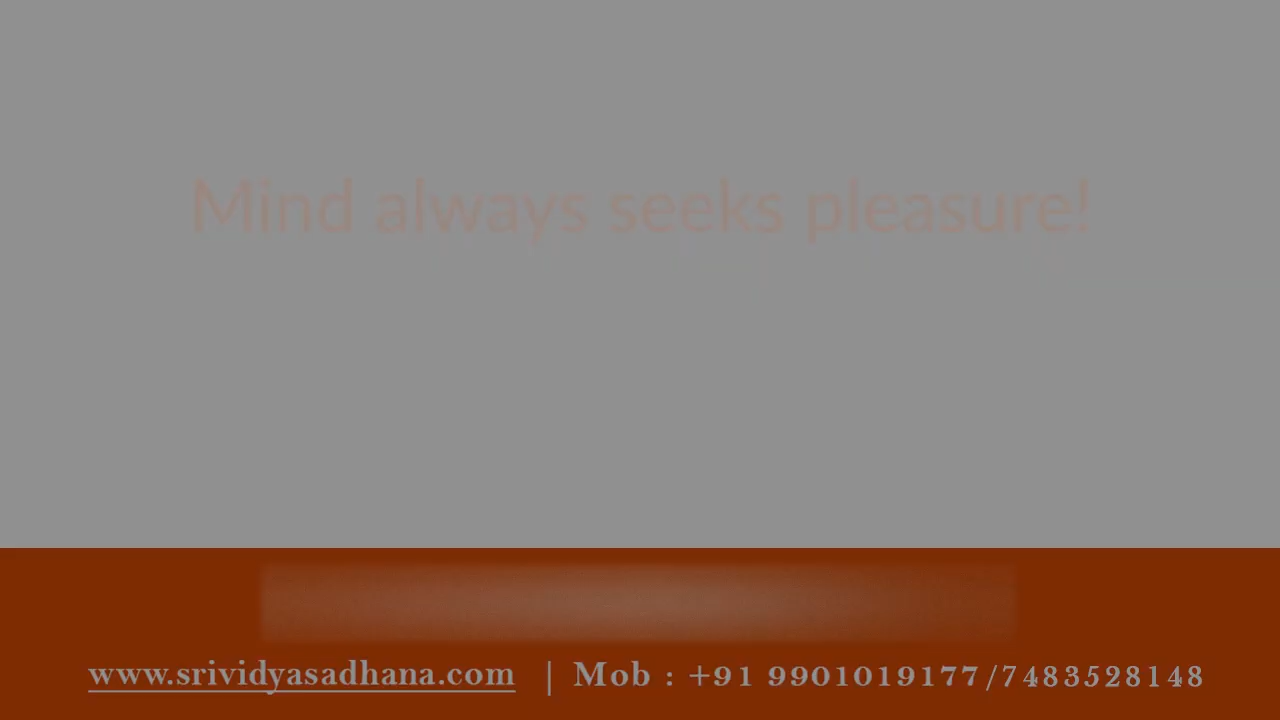 Mind always seeks pleasure!
www.srividyasadhana.com | Mob : +91 9901019177/7483528148